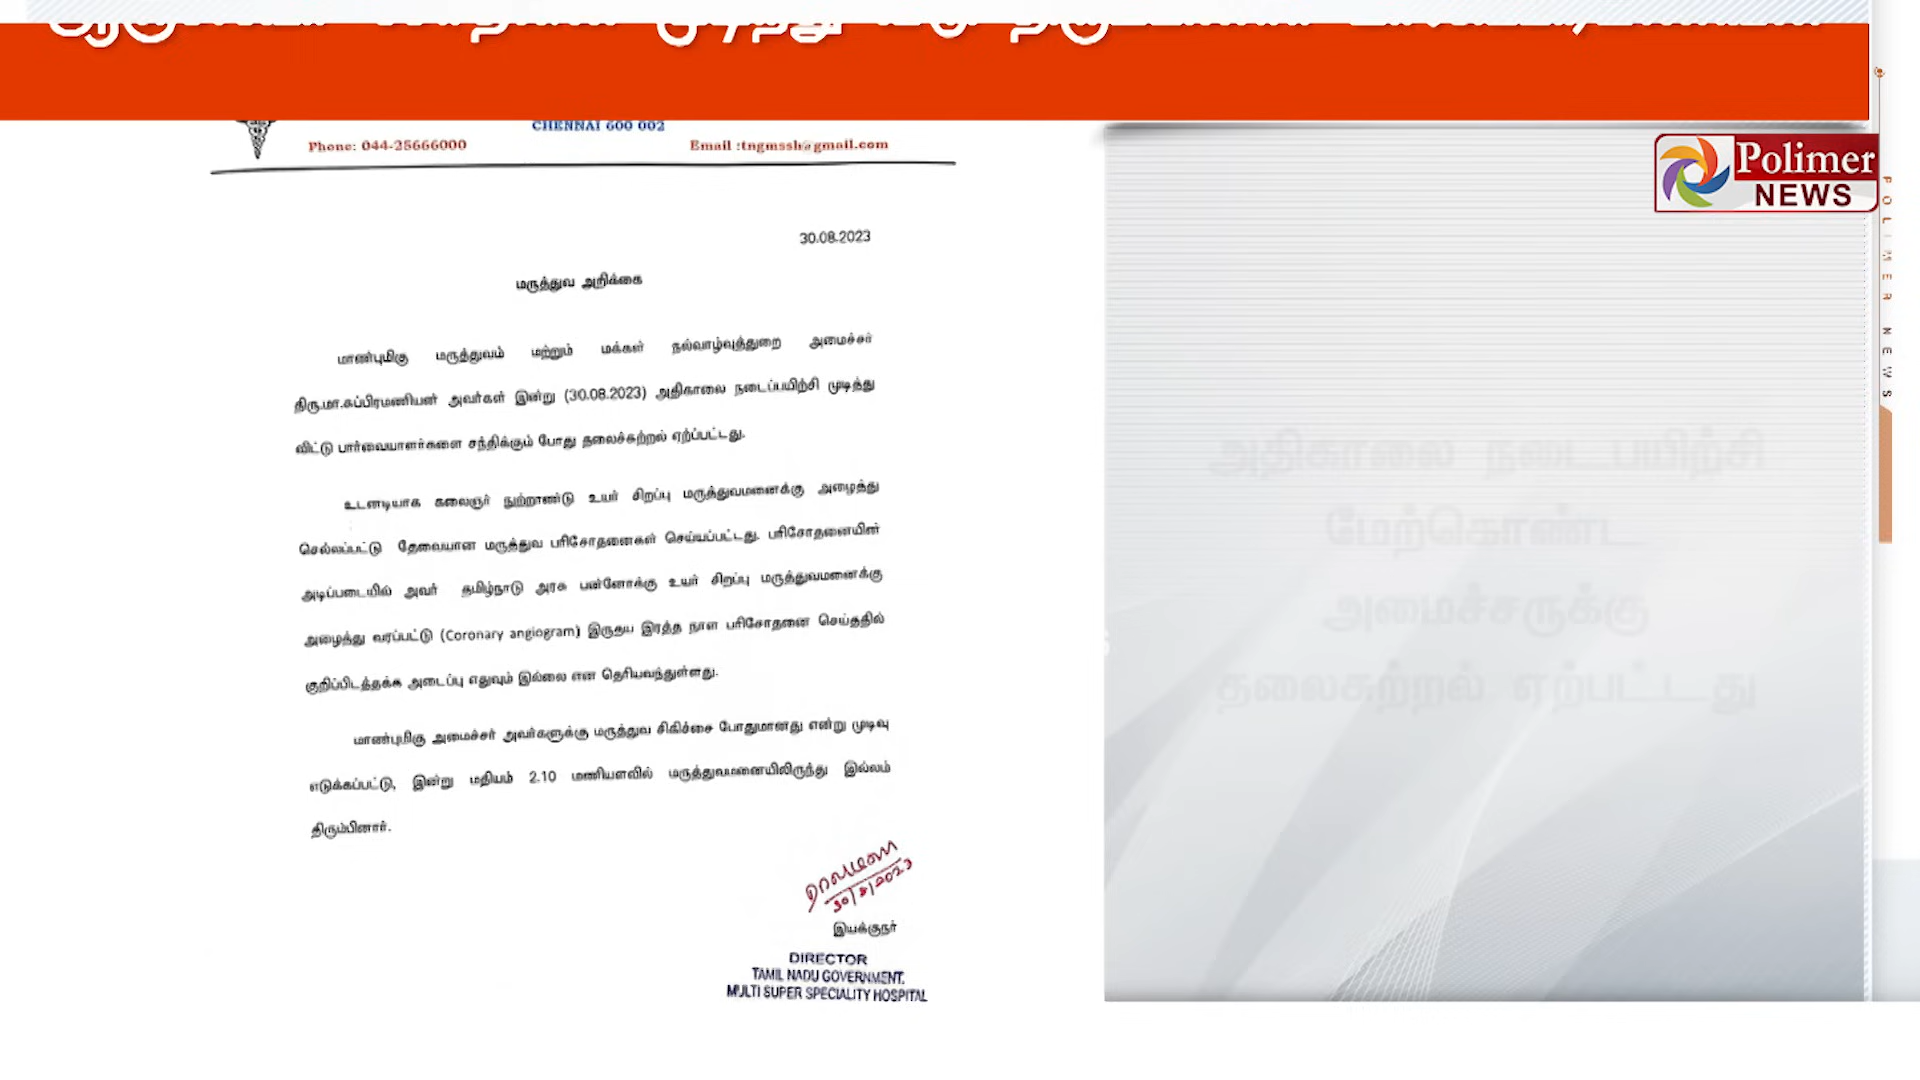 CHENNAI 600 002
Phone: 044-25666000 Email :tngmssh@gmail.com
Polimer
NEWS
POLIMER NEWS
30.08.2023
மருத்துவ அறிக்கை
மாண்புமிகு மருத்துவம் மற்றும் மக்கள் நல்வாழ்வுத்துறை அமைச்சர்
திரு.மா.சுப்பிரமணியன் அவர்கள் இன்று (30.08.2023) அதிகாலை நடைப்பயிற்சி முடித்து
விட்டு பார்வையாளர்களை சந்திக்கும் போது தலைச்சுற்றல் ஏற்ப்பட்டது.
உடனடியாக கலைஞர் நூற்றாண்டு உயர் சிறப்பு மருத்துவமனைக்கு அழைத்து
செல்லப்பட்டு தேவையான மருத்துவ பரிசோதனைகள் செய்யப்பட்டது. பரிசோதனையின்
அடிப்படையில் அவர் தமிழ்நாடு அரசு பன்னோக்கு உயர் சிறப்பு மருத்துவமனைக்கு
அழைத்து வரப்பட்டு (Coronary angiogram) இருதய இரத்த நாள பரிசோதனை செய்ததில்
குறிப்பிடத்தக்க அடைப்பு எதுவும் இல்லை என தெரியவந்துள்ளது.
மாண்புமிகு அமைச்சர் அவர்களுக்கு மருத்துவ சிகிச்சை போதுமானது என்று முடிவு
எடுக்கப்பட்டு, இன்று மதியம் 2.10 மணியளவில் மருத்துவமனையிலிருந்து இல்லம்
திரும்பினார்.
30/8/2023
இயக்குநர்
DIRECTOR
TAMIL NADU GOVERNMENT.
MULTI SUPER SPECIALITY HOSPITAL
அதிகாலை நடை பயிற்சி
மேற்கொண்ட
அமைச்சருக்கு
தலைசுற்றல் ஏற்பட்டது